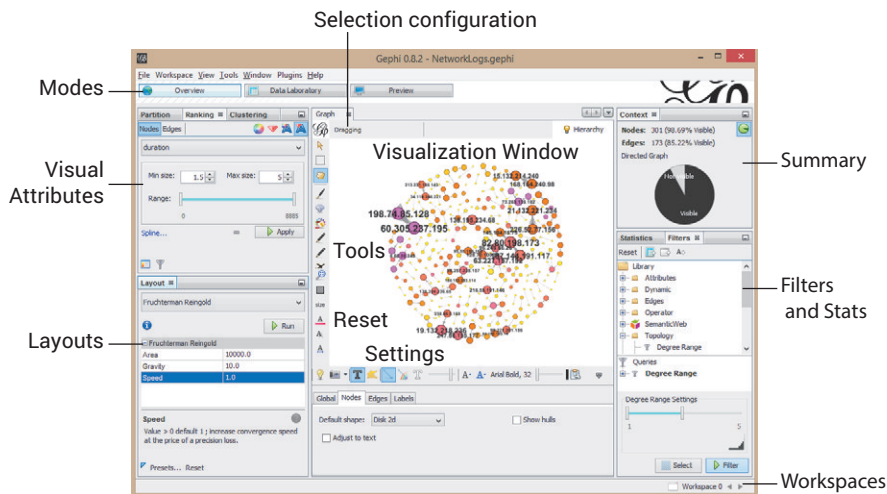 Selection configuration
Gephi 0.8.2 - NetworkLogs.gephi
File Workspace View Tools Window Plugins Help
Modes
Overview
Data Laboratory
Preview
Partition
Ranking
Clustering
Nodes Edges
duration
Min size: 1.5 Max size: 5
Range:
0 8885
Spline...
Apply
Visual
Attributes
Layout
Fruchterman Reingold
Run
Layouts
Fruchterman Reingold
Area 10000.0
Gravity 10.0
Speed 1.0
Speed
Value > 0 default 1 ; increase convergence speed
at the price of a precision loss.
Presets... Reset
Graph
Dragging
Hierarchy
Visualization Window
15.132.214.240
198.74.85.128
60.305.287.195
82.80.198.173
Tools
Reset
size
A
A
A
Settings
T
A- A- Arial Bold, 32
Global Nodes Edges Labels
Default shape: Disk 2d
Show hulls
Adjust to text
Context
Nodes: 301 (98.69% Visible)
Edges: 173 (85.22% Visible)
Directed Graph
Not visible
Visible
Summary
Statistics
Filters
Reset
Library
Attributes
Dynamic
Edges
Operator
SemanticWeb
Topology
Degree Range
Filters
and Stats
Queries
Degree Range
Degree Range Settings
1 5
Select
Filter
Workspace 0
Workspaces